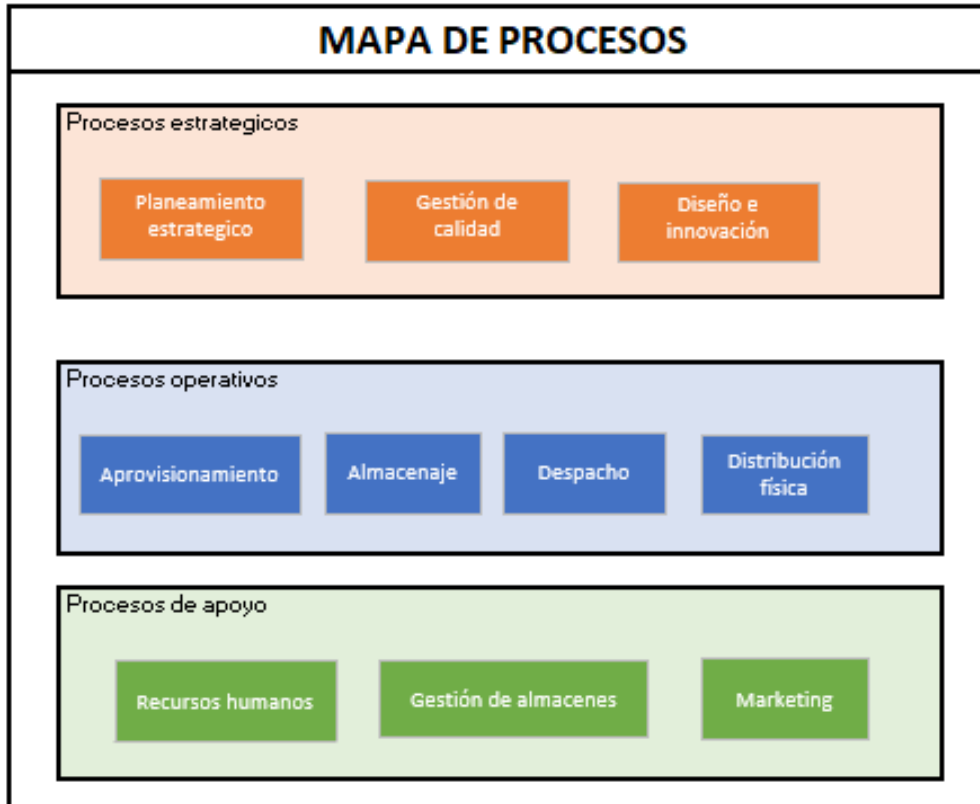 MAPA DE PROCESOS
Procesos estrategicos
Planeamiento
estrategico
Gestión de
calidad
Diseño e
innovación
Procesos operativos
Aprovisionamiento
Almacenaje
Despacho
Distribución
física
Procesos de apoyo
Recursos humanos
Gestión de almacenes
Marketing